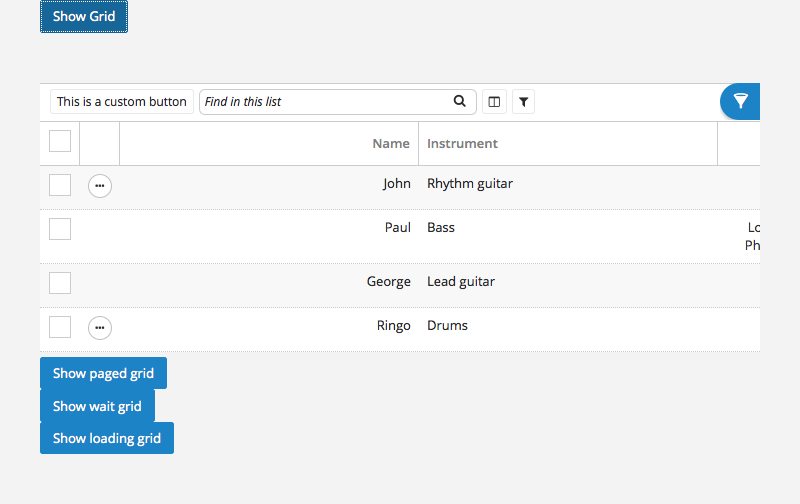 Show Grid
This is a custom button Find in this list
Name Instrument
John Rhythm guitar
Paul Bass Lo
Ph
George Lead guitar
Ringo Drums
Show paged grid
Show wait grid
Show loading grid